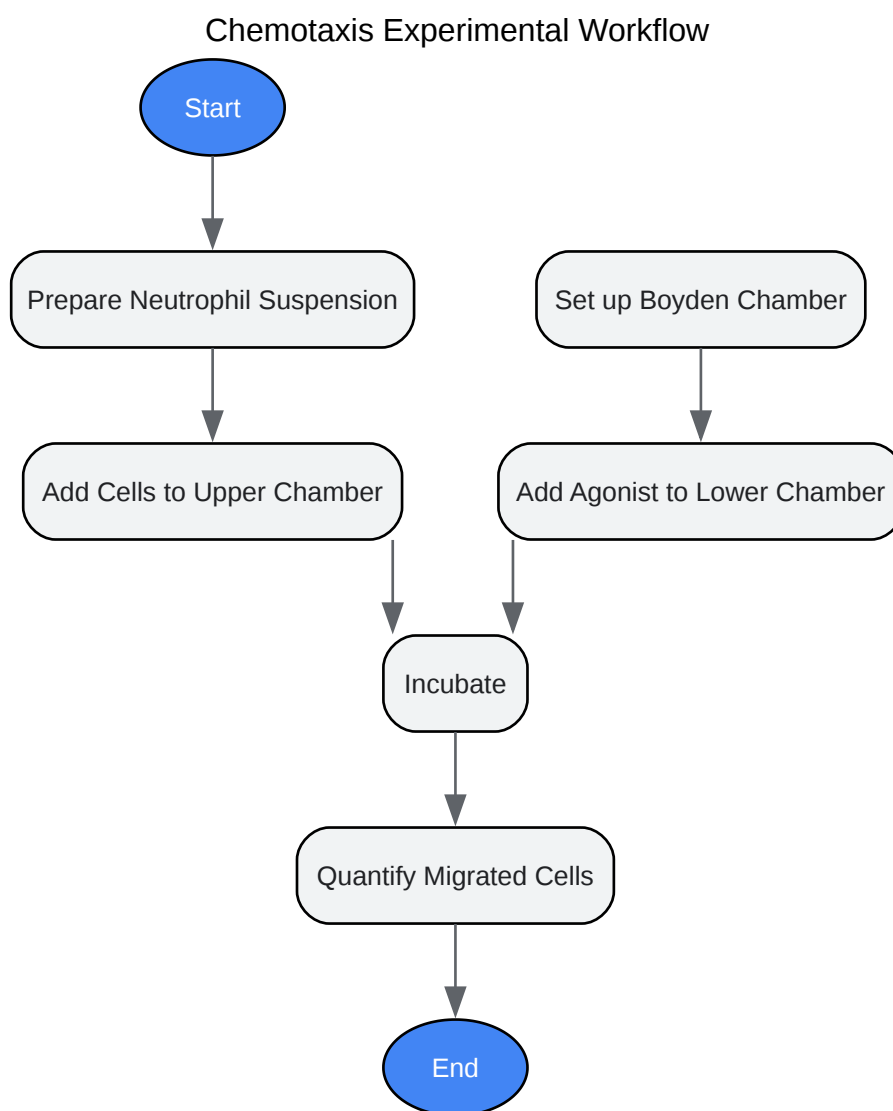 Chemotaxis Experimental Workflow
Start
Prepare Neutrophil Suspension
Set up Boyden Chamber
Add Cells to Upper Chamber
Add Agonist to Lower Chamber
Incubate
Quantify Migrated Cells
End